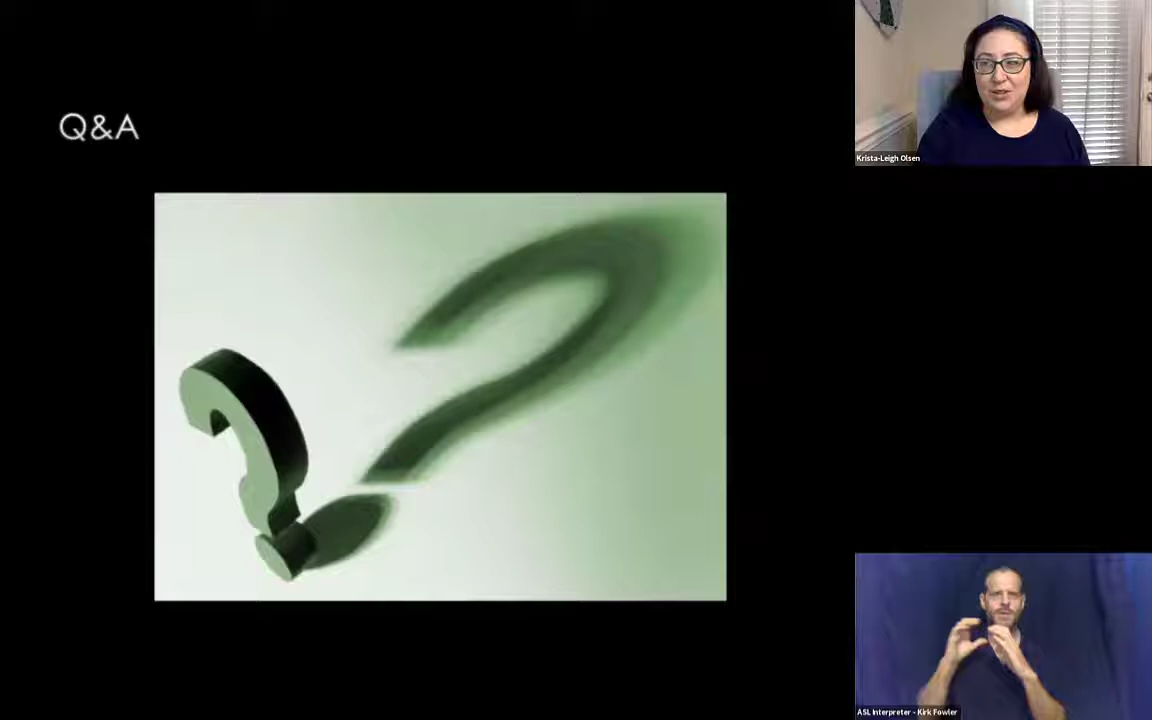 Q&A
Krista-Leigh Olsen
ASL Interpreter - Kirk Fowler